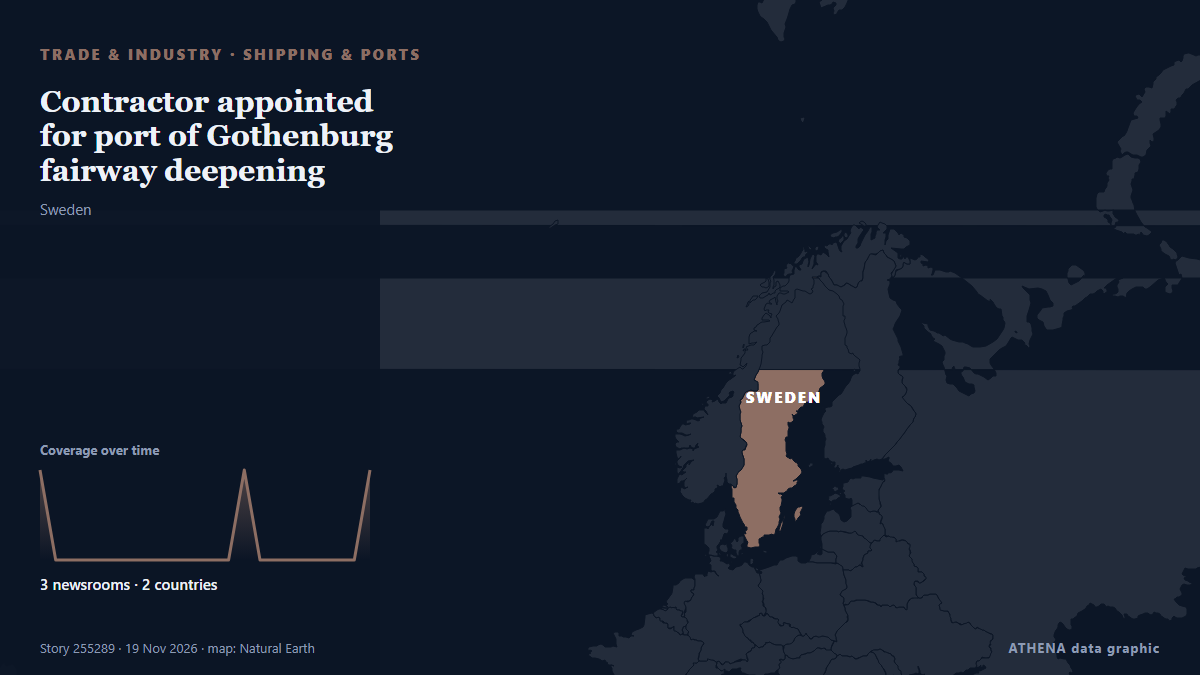 TRADE & INDUSTRY · SHIPPING & PORTS
Contractor appointed
for port of Gothenburg
fairway deepening
Sweden
SWEDEN
Coverage over time
3 newsrooms · 2 countries
Story 255289 · 19 Nov 2026 · map: Natural Earth
ATHENA data graphic